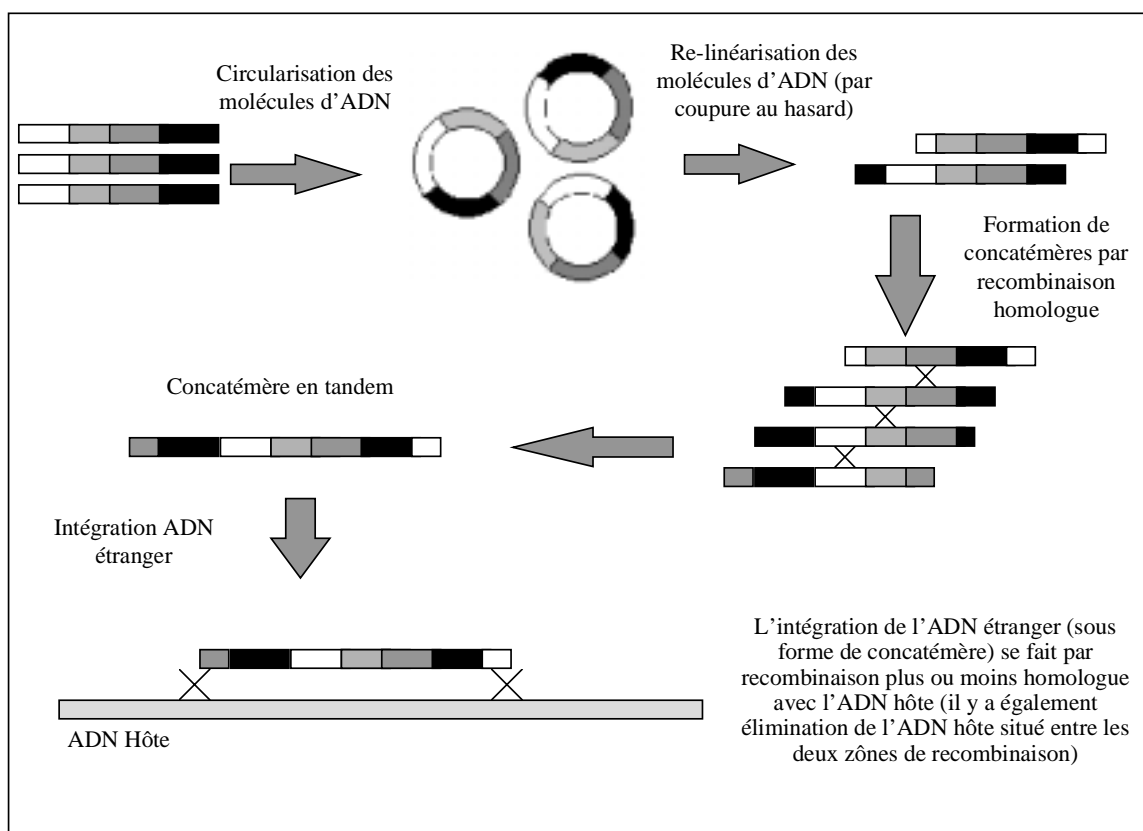 Circularisation des
molécules d'ADN
Re-linéarisation des
molécules d'ADN (par
coupure au hasard)
Formation de
concatémères par
recombinaison
homologue
Concatémère en tandem
Intégration ADN
étranger
ADN Hôte
L'intégration de l'ADN étranger (sous
forme de concatémère) se fait par
recombinaison plus ou moins homologue
avec l'ADN hôte (il y a également
élimination de l'ADN hôte situé entre les
deux zônes de recombinaison)